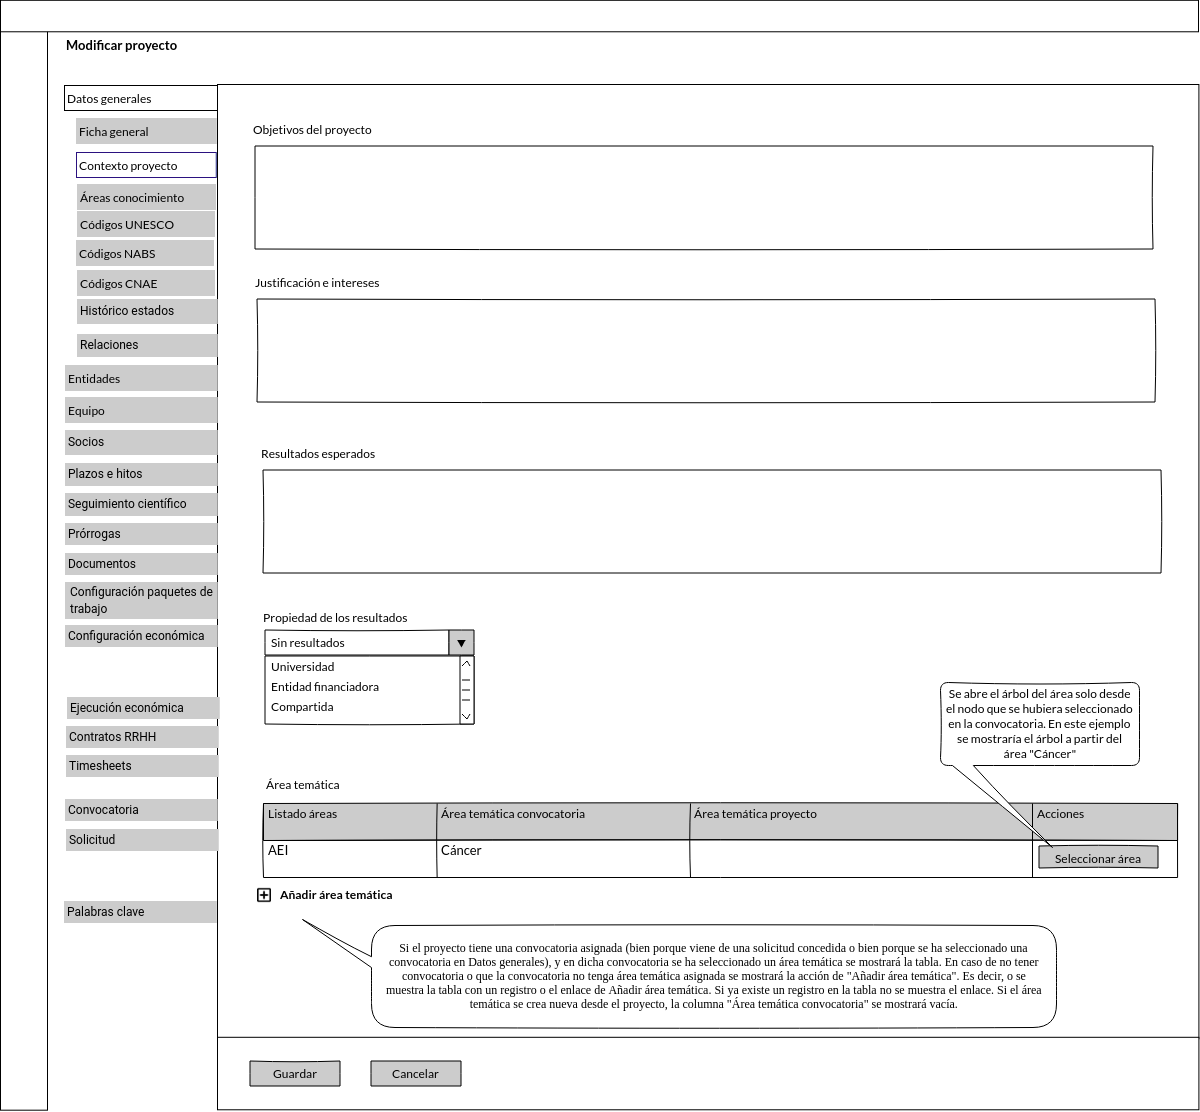 Modificar proyecto
Datos generales
Ficha general
Contexto proyecto
Áreas conocimiento
Códigos UNESCO
Códigos NABS
Códigos CNAE
Histórico estados
Relaciones
Entidades
Equipo
Socios
Plazos e hitos
Seguimiento científico
Prórrogas
Documentos
Configuración paquetes de
trabajo
Configuración económica
Ejecución económica
Contratos RRHH
Timesheets
Convocatoria
Solicitud
Palabras clave
Objetivos del proyecto
Justificación e intereses
Resultados esperados
Propiedad de los resultados
Sin resultados
Universidad
Entidad financiadora
Compartida
Se abre el árbol del área solo desde
el nodo que se hubiera seleccionado
en la convocatoria. En este ejemplo
se mostraría el árbol a partir del
área "Cáncer"
Área temática
Listado áreas Área temática convocatoria Área temática proyecto Acciones
AEI Cáncer Seleccionar área
Añadir área temática
Si el proyecto tiene una convocatoria asignada (bien porque viene de una solicitud concedida o bien porque se ha seleccionado una
convocatoria en Datos generales), y en dicha convocatoria se ha seleccionado un área temática se mostrará la tabla. En caso de no tener
convocatoria o que la convocatoria no tenga área temática asignada se mostrará la acción de "Añadir área temática". Es decir, o se
muestra la tabla con un registro o el enlace de Añadir área temática. Si ya existe un registro en la tabla no se muestra el enlace. Si el área
temática se crea nueva desde el proyecto, la columna "Área temática convocatoria" se mostrará vacía.
Guardar Cancelar